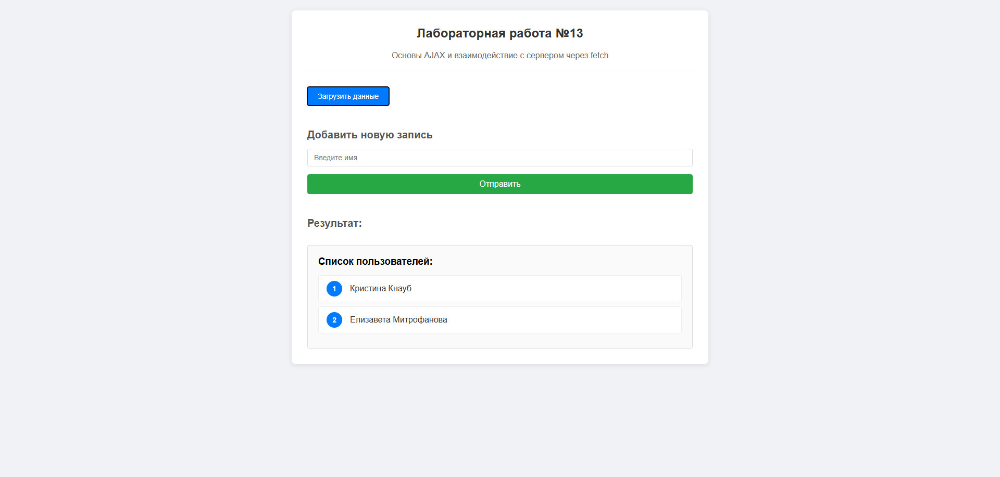 Лабораторная работа №13
Основы AJAX и взаимодействие с сервером через fetch
Загрузить данные
Добавить новую запись
Введите имя
Отправить
Результат:
Список пользователей:
1 Кристина Кнауб
2 Елизавета Митрофанова